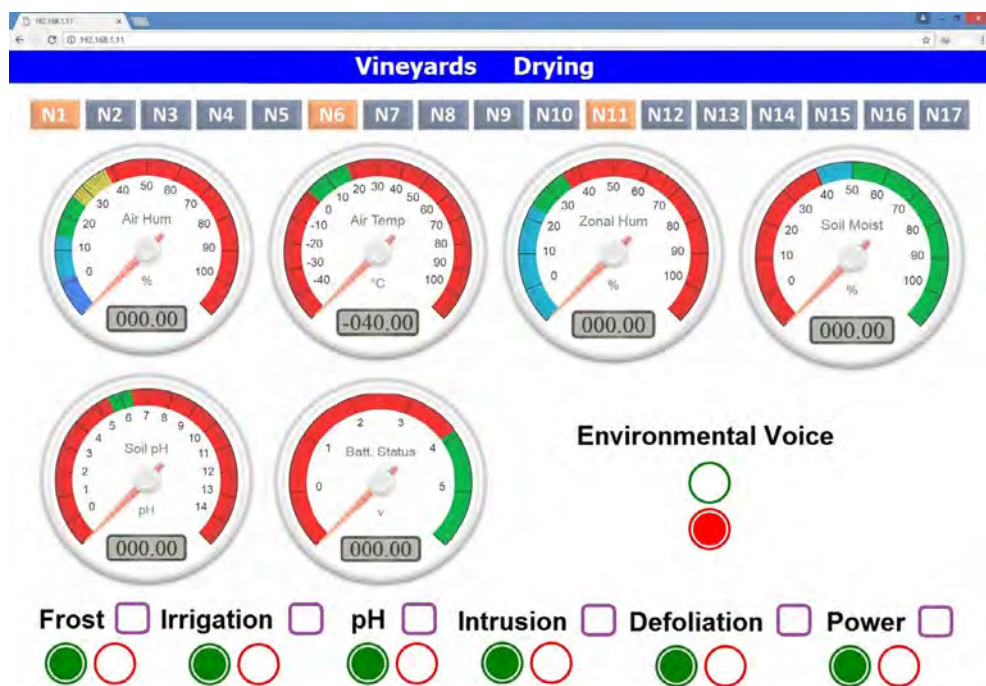 192.168.1.11
192.168.1.11
Vineyards Drying
N1 N2 N3 N4 N5 N6 N7 N8 N9 N10 N11 N12 N13 N14 N15 N16 N17
0 10 20 30 40 50 60 70 80 90 100
Air Hum
%
000.00
-40 -30 -20 -10 0 10 20 30 40 50 60 70 80 90 100
Air Temp
°C
-040.00
0 10 20 30 40 50 60 70 80 90 100
Zonal Hum
%
000.00
0 10 20 30 40 50 60 70 80 90 100
Soil Moist
%
000.00
0 1 2 3 4 5 6 7 8 9 10 11 12 13 14
Soil pH
pH
000.00
0 1 2 3 4 5
Batt. Status
v
000.00
Environmental Voice
Frost Irrigation pH Intrusion Defoliation Power